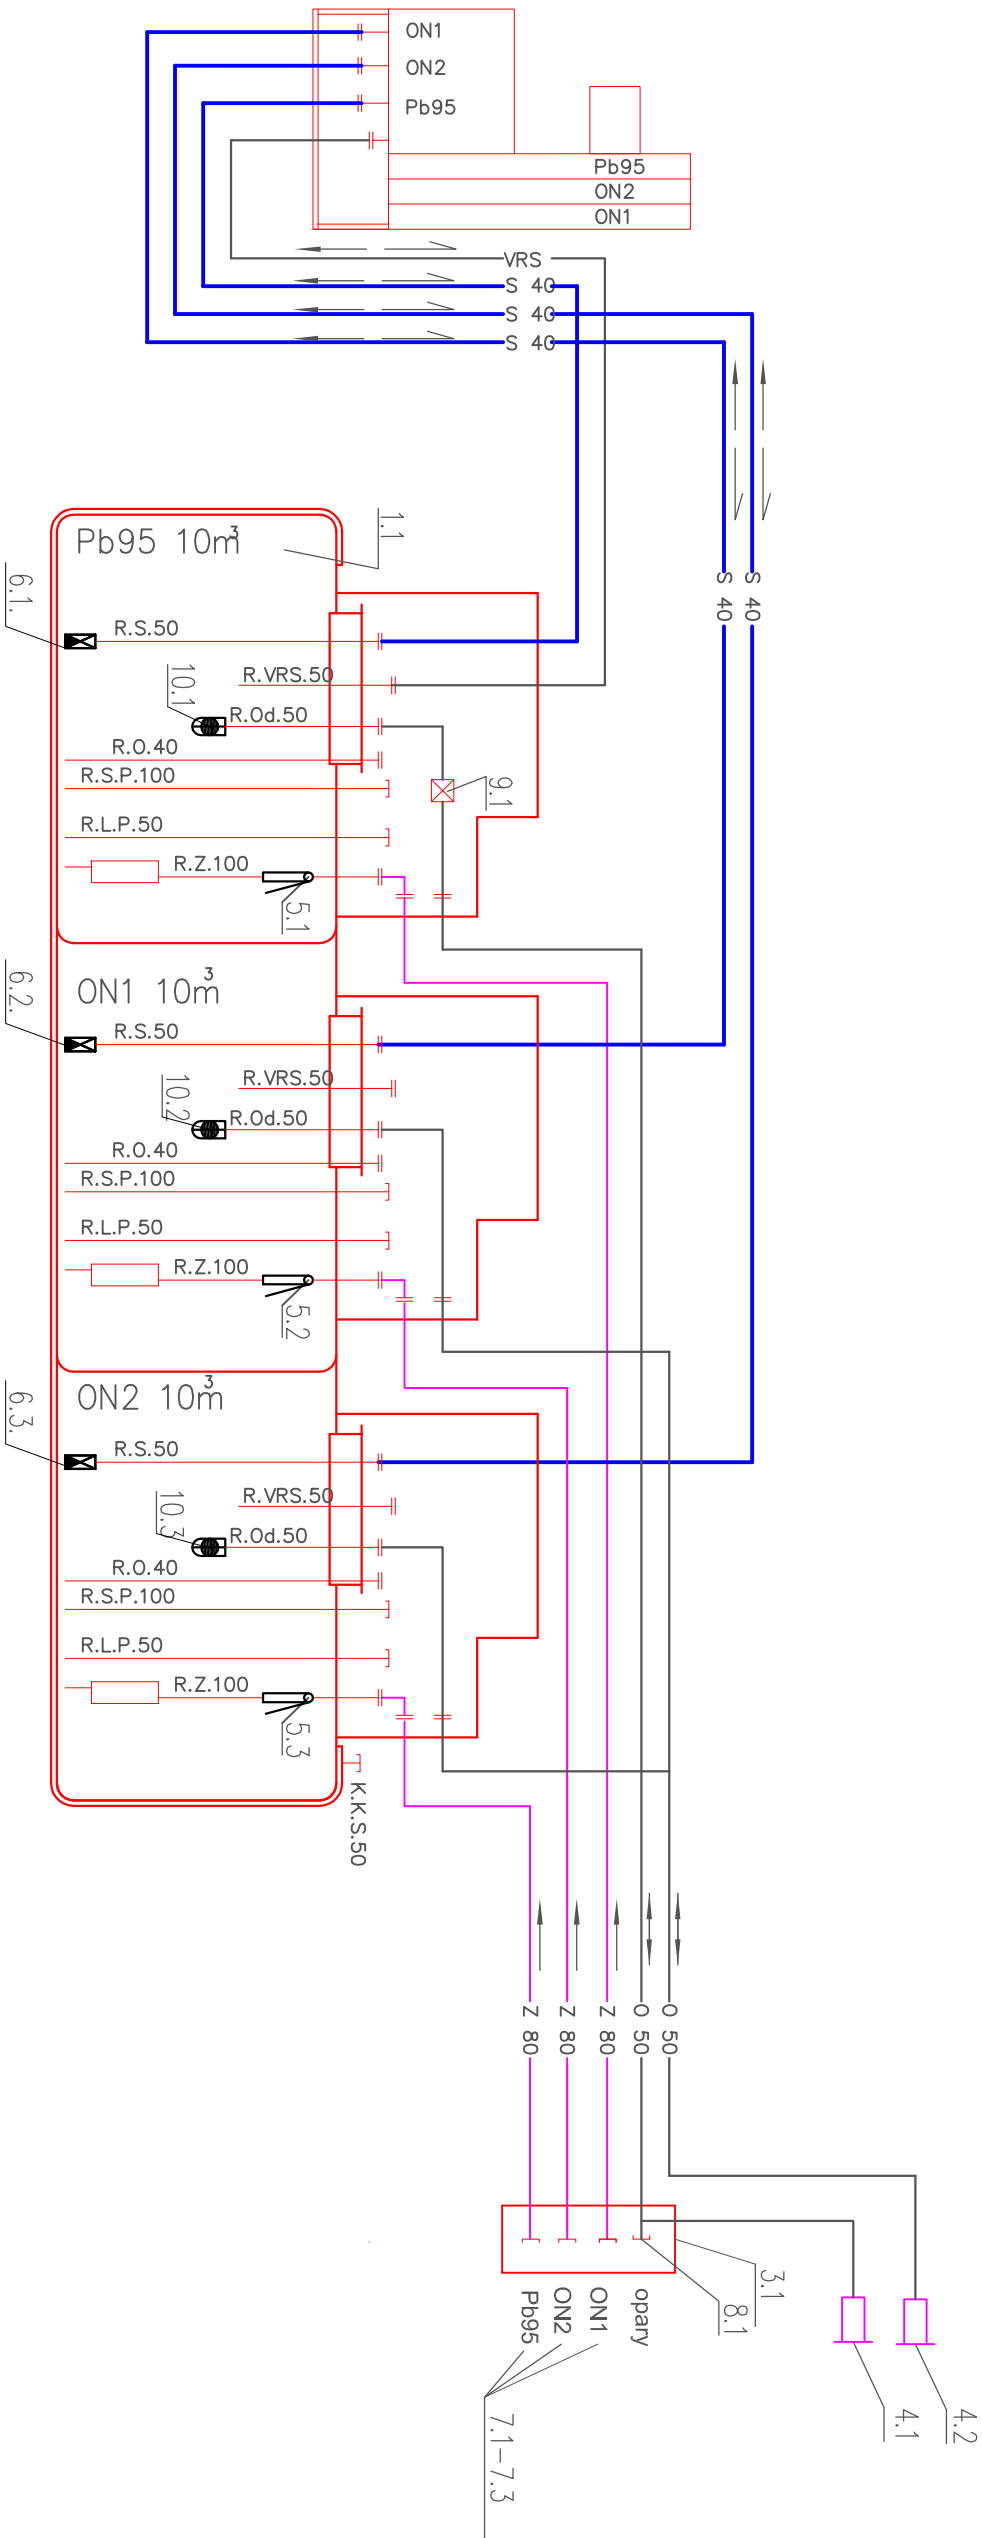 ON1
ON2
Pb95
Pb95
ON2
ON1
VRS
S 40
S 40
S 40
S 40
S 40
1.1
Pb95 10m³
6.1.
R.S.50
R.VRS.50
10.1
R.Od.50
R.O.40
R.S.P.100
9.1
R.L.P.50
R.Z.100
5.1
ON1 10m³
6.2.
R.S.50
R.VRS.50
10.2
R.Od.50
R.O.40
R.S.P.100
R.L.P.50
R.Z.100
5.2
ON2 10m³
6.3.
R.S.50
R.VRS.50
10.3
R.Od.50
R.O.40
R.S.P.100
R.L.P.50
R.Z.100
5.3
K.K.S.50
Z 80
Z 80
Z 80
O 50
O 50
3.1
8.1
opary
ON1
ON2
Pb95
7.1-7.3
4.1
4.2